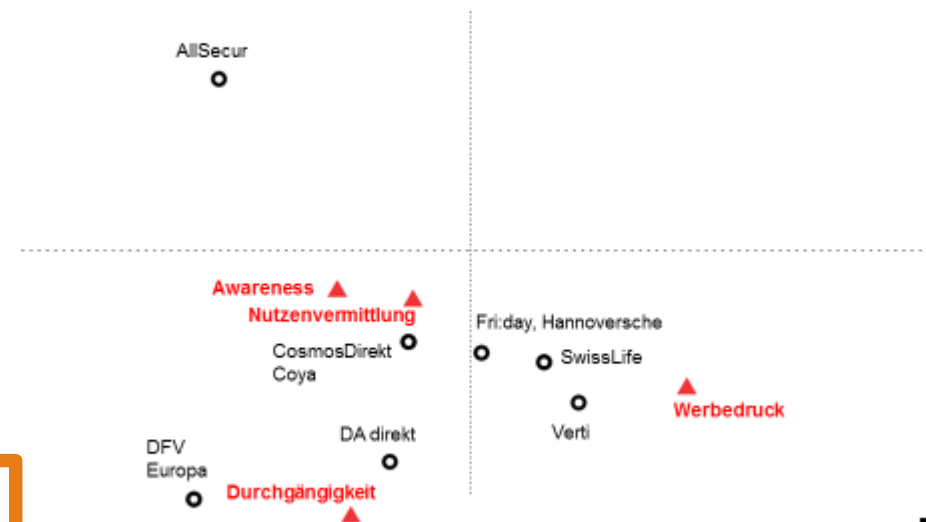 AllSecur
Awareness
Nutzenvermittlung
Fri:day, Hannoversche
CosmosDirekt
Coya
SwissLife
Werbedruck
Verti
DA direkt
DFV
Europa
Durchgängigkeit